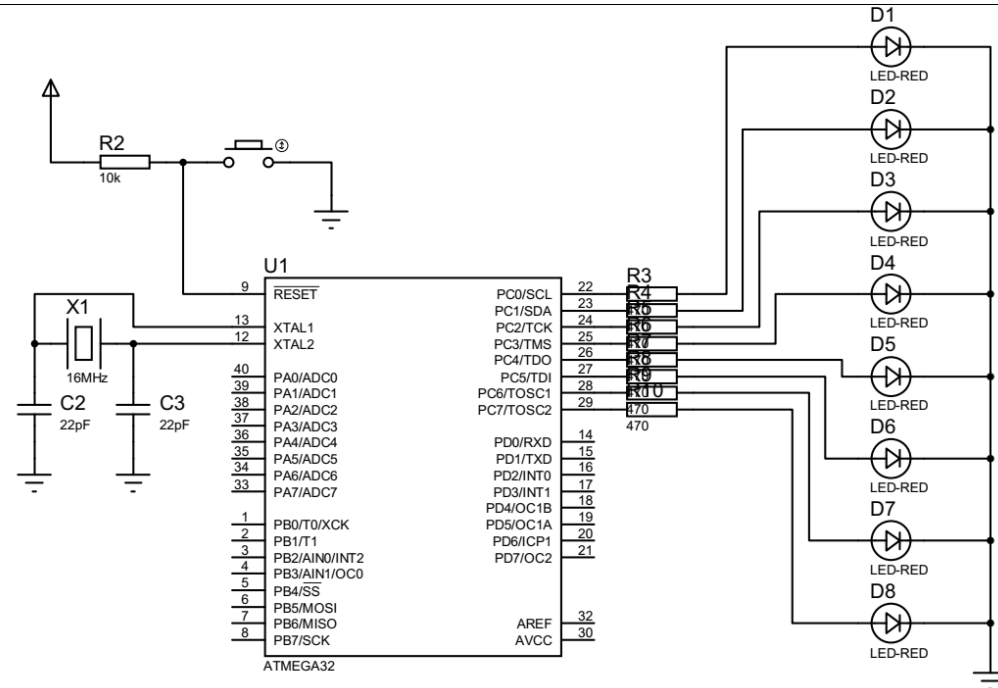 D1
LED-RED
D2
LED-RED
D3
LED-RED
D4
LED-RED
D5
LED-RED
D6
LED-RED
D7
LED-RED
D8
LED-RED
R2
10k
X1
16MHz
C2
22pF
C3
22pF
U1
9 RESET
13 XTAL1
12 XTAL2
40 PA0/ADC0
39 PA1/ADC1
38 PA2/ADC2
37 PA3/ADC3
36 PA4/ADC4
35 PA5/ADC5
34 PA6/ADC6
33 PA7/ADC7
1 PB0/T0/XCK
2 PB1/T1
3 PB2/AIN0/INT2
4 PB3/AIN1/OC0
5 PB4/SS
6 PB5/MOSI
7 PB6/MISO
8 PB7/SCK
PC0/SCL 22
PC1/SDA 23
PC2/TCK 24
PC3/TMS 25
PC4/TDO 26
PC5/TDI 27
PC6/TOSC1 28
PC7/TOSC2 29
PD0/RXD 14
PD1/TXD 15
PD2/INT0 16
PD3/INT1 17
PD4/OC1B 18
PD5/OC1A 19
PD6/ICP1 20
PD7/OC2 21
AREF 32
AVCC 30
ATMEGA32
R3
R4
R5
R6
R7
R8
R9
R10
470
470